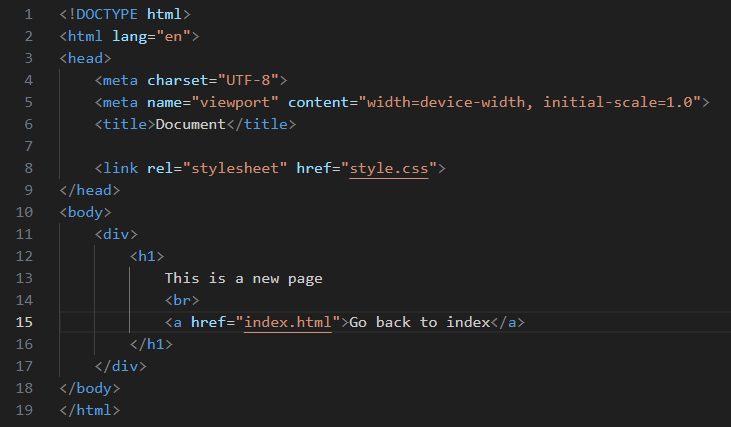 1 <!DOCTYPE html>
2 <html lang="en">
3 <head>
4     <meta charset="UTF-8">
5     <meta name="viewport" content="width=device-width, initial-scale=1.0">
6     <title>Document</title>
7
8     <link rel="stylesheet" href="style.css">
9 </head>
10 <body>
11     <div>
12         <h1>
13             This is a new page
14             <br>
15             <a href="index.html">Go back to index</a>
16         </h1>
17     </div>
18 </body>
19 </html>